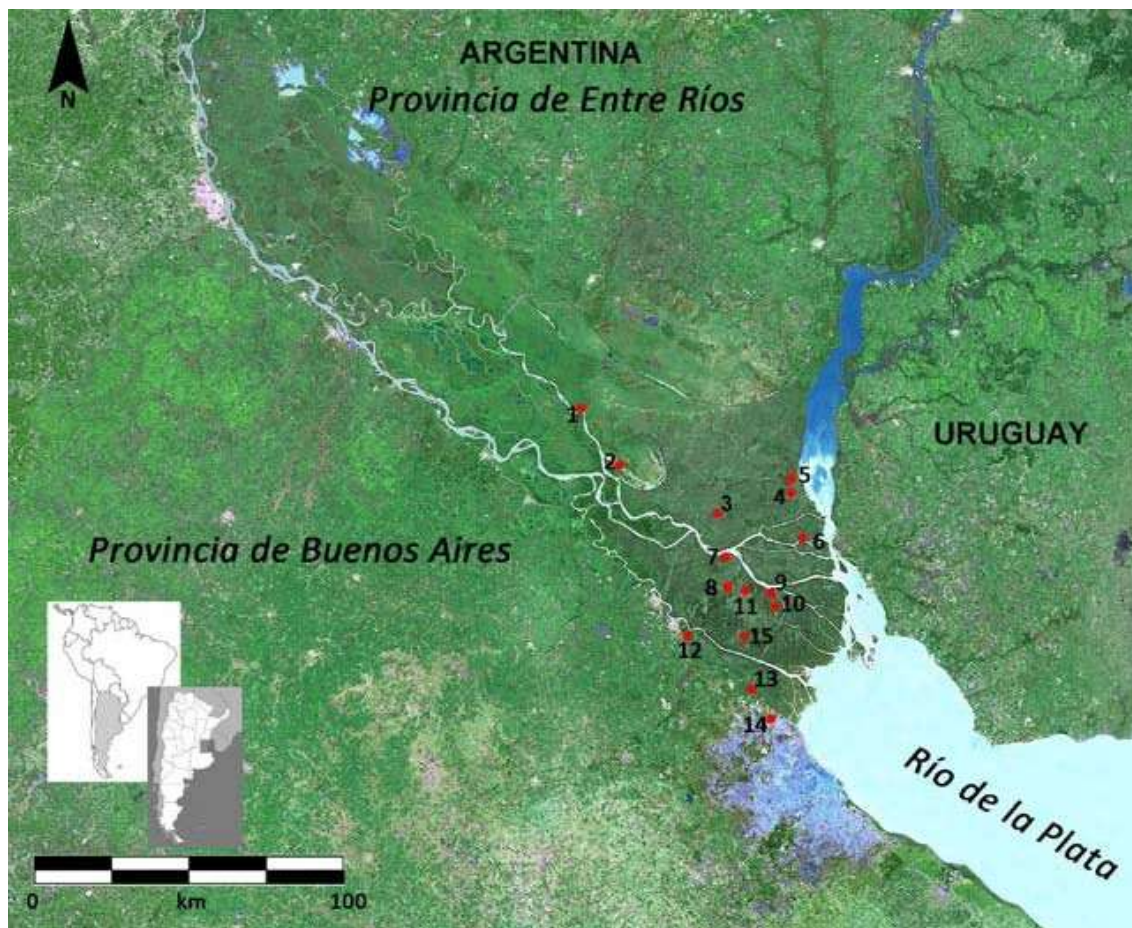 ARGENTINA
Provincia de Entre Ríos
N
1
2
URUGUAY
5
4
3
Provincia de Buenos Aires
6
7
8
9
11
10
12
15
13
14
Río de la Plata
0 km 100